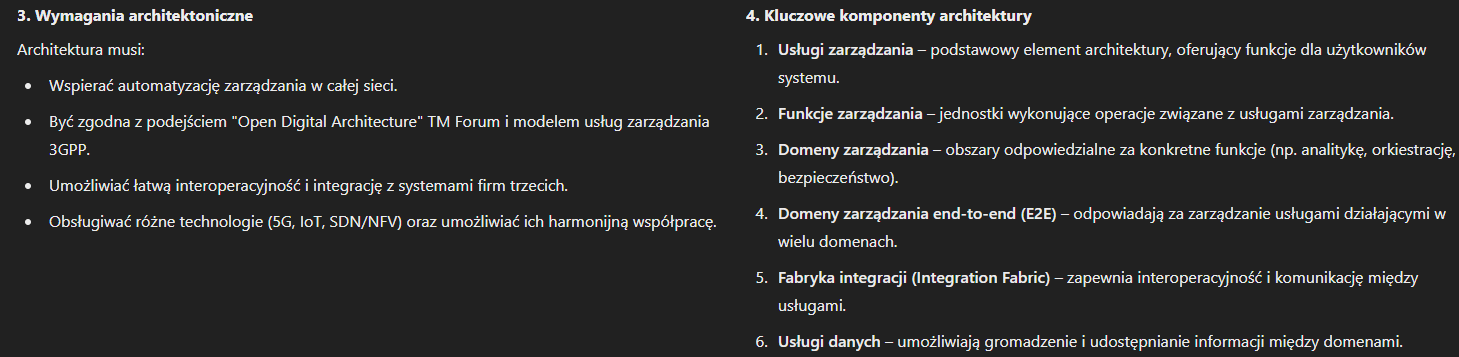 3. Wymagania architektoniczne
Architektura musi:
• Wspierać automatyzację zarządzania w całej sieci.
• Być zgodna z podejściem "Open Digital Architecture" TM Forum i modelem usług zarządzania
3GPP.
• Umożliwiać łatwą interoperacyjność i integrację z systemami firm trzecich.
• Obsługiwać różne technologie (5G, IoT, SDN/NFV) oraz umożliwiać ich harmonijną współpracę.
4. Kluczowe komponenty architektury
1. Usługi zarządzania – podstawowy element architektury, oferujący funkcje dla użytkowników
systemu.
2. Funkcje zarządzania – jednostki wykonujące operacje związane z usługami zarządzania.
3. Domeny zarządzania – obszary odpowiedzialne za konkretne funkcje (np. analitykę, orkiestrację,
bezpieczeństwo).
4. Domeny zarządzania end-to-end (E2E) – odpowiadają za zarządzanie usługami działającymi w
wielu domenach.
5. Fabryka integracji (Integration Fabric) – zapewnia interoperacyjność i komunikację między
usługami.
6. Usługi danych – umożliwiają gromadzenie i udostępnianie informacji między domenami.